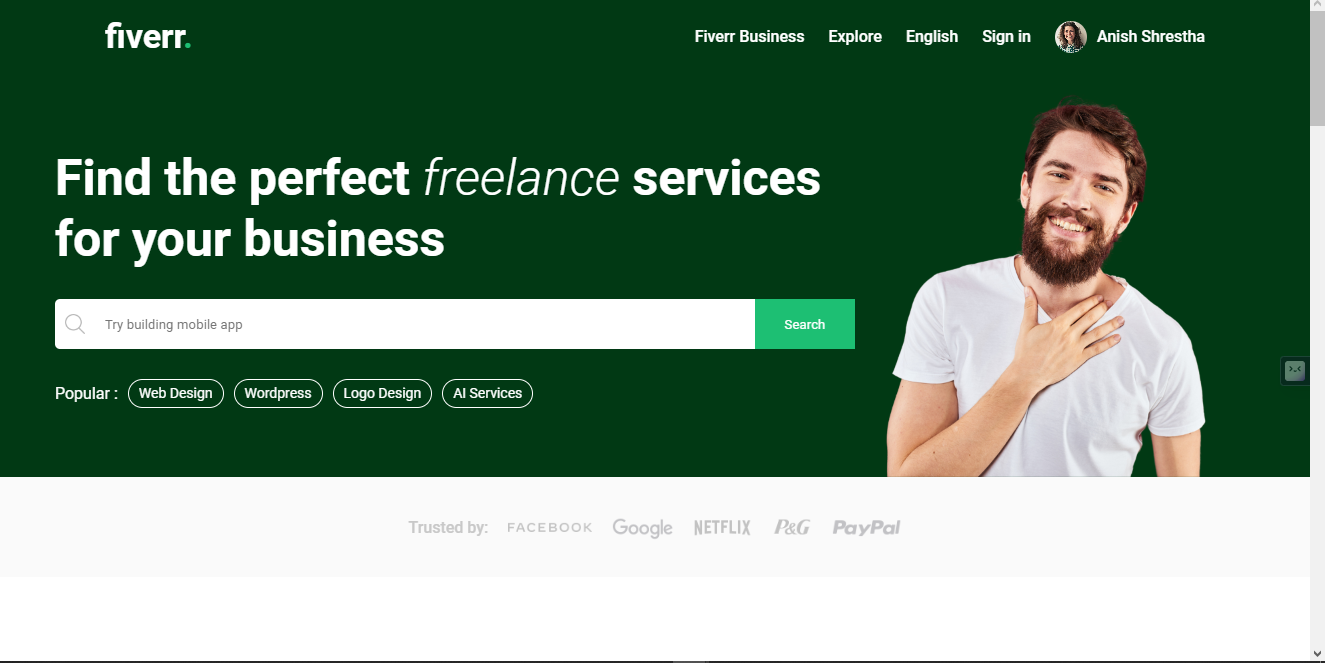 fiverr.
Fiverr Business Explore English Sign in Anish Shrestha
Find the perfect freelance services
for your business
Try building mobile app
Search
Popular : Web Design Wordpress Logo Design AI Services
Trusted by: FACEBOOK Google NETFLIX P&G PayPal